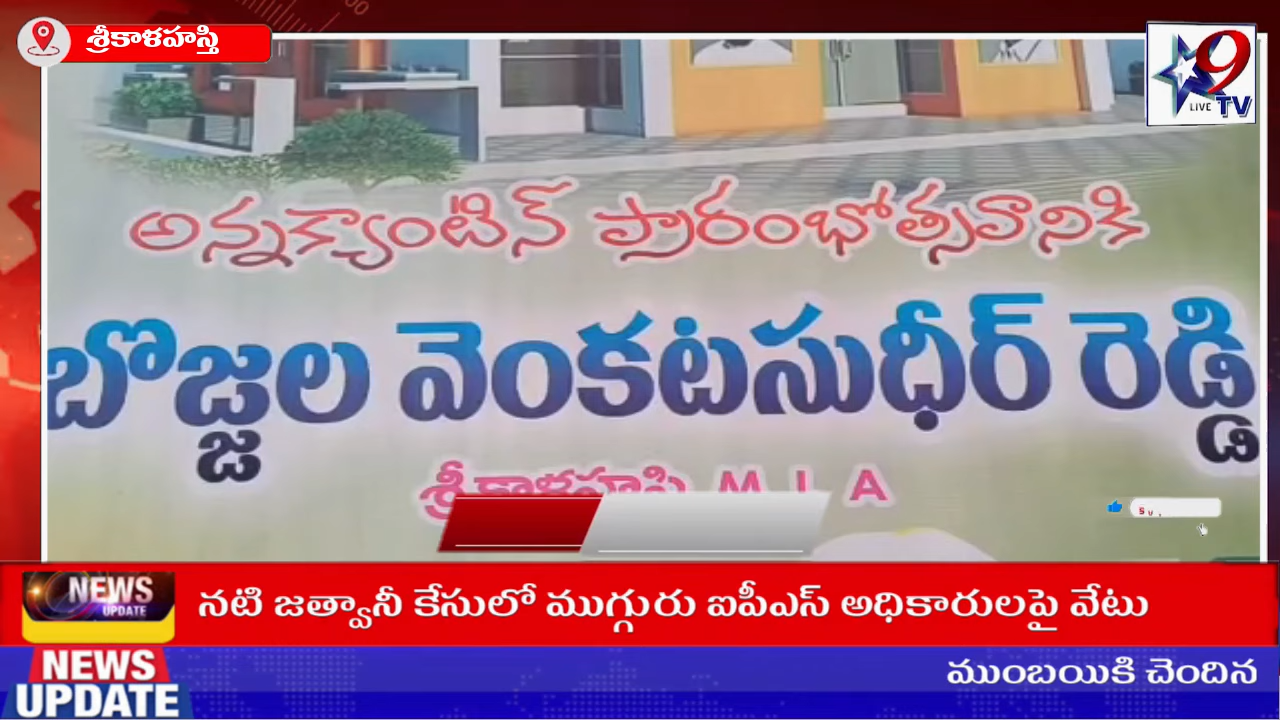 శ్రీకాళహస్తి
9
LIVE TV
అన్నక్యాంటిన్ ప్రారంభోత్సవానికి
బొజ్జల వెంకటసుధీర్ రెడ్డి
శ్రీకాళహస్తి M L A
NEWS
UPDATE
నటి జత్వానీ కేసులో ముగ్గురు ఐపీఎస్ అధికారులపై వేటు
NEWS
UPDATE
ముంబయికి చెందిన